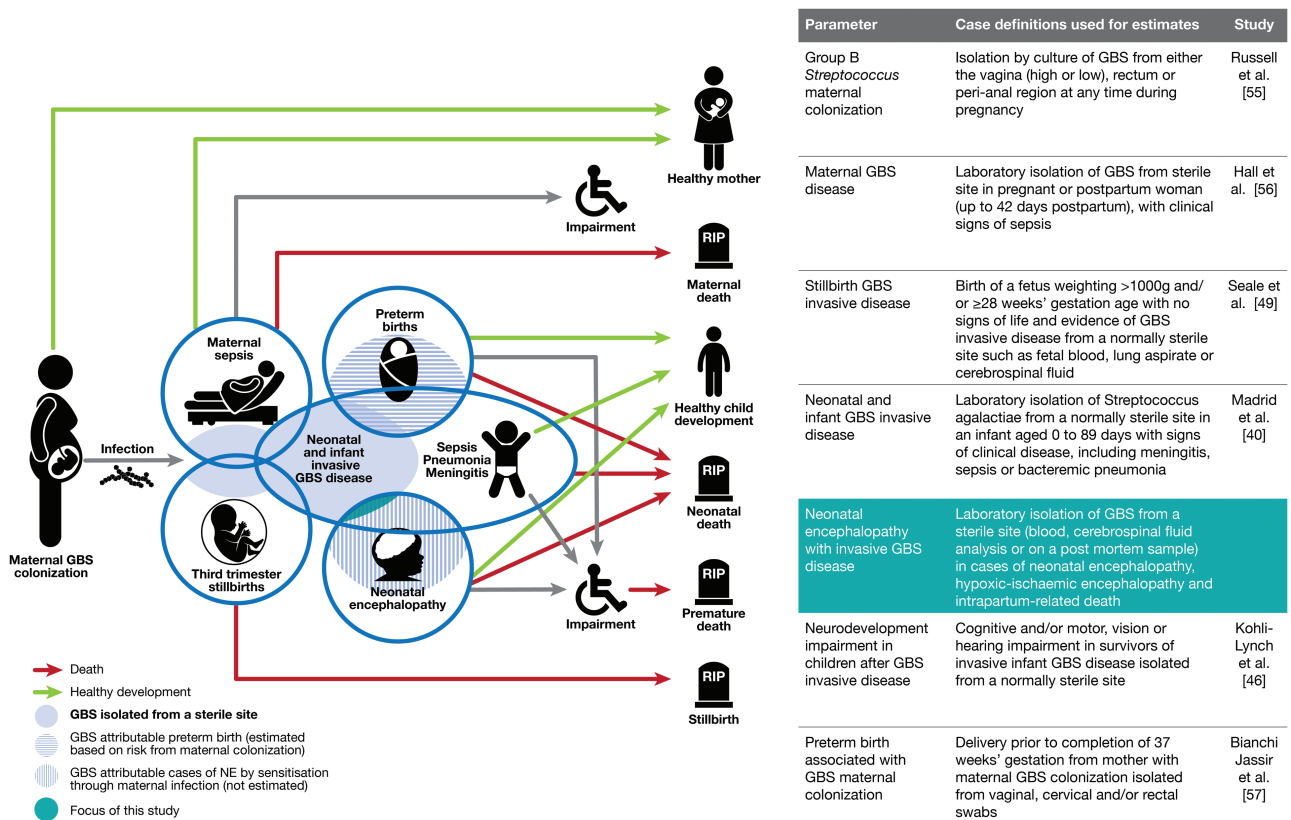 Healthy mother
Impairment
RIP
Maternal
death
Preterm
births
Maternal
sepsis
Healthy child
development
Infection
Neonatal
and infant
invasive
GBS disease
Sepsis
Pneumonia
Meningitis
RIP
Neonatal
death
Maternal GBS
colonization
Third trimester
stillbirths
Neonatal
encephalopathy
Impairment
RIP
Premature
death
RIP
Stillbirth
Death
Healthy development
GBS isolated from a sterile site
GBS attributable preterm birth (estimated
based on risk from maternal colonization)
GBS attributable cases of NE by sensitisation
through maternal infection (not estimated)
Focus of this study
Parameter Case definitions used for estimates Study
Group B
Streptococcus
maternal
colonization
Isolation by culture of GBS from either
the vagina (high or low), rectum or
peri-anal region at any time during
pregnancy
Russell
et al.
[55]
Maternal GBS
disease
Laboratory isolation of GBS from sterile
site in pregnant or postpartum woman
(up to 42 days postpartum), with clinical
signs of sepsis
Hall et
al. [56]
Stillbirth GBS
invasive disease
Birth of a fetus weighting >1000g and/
or ≥28 weeks' gestation age with no
signs of life and evidence of GBS
invasive disease from a normally sterile
site such as fetal blood, lung aspirate or
cerebrospinal fluid
Seale et
al. [49]
Neonatal and
infant GBS invasive
disease
Laboratory isolation of Streptococcus
agalactiae from a normally sterile site in
an infant aged 0 to 89 days with signs
of clinical disease, including meningitis,
sepsis or bacteremic pneumonia
Madrid
et al.
[40]
Neonatal
encephalopathy
with invasive GBS
disease
Laboratory isolation of GBS from a
sterile site (blood, cerebrospinal fluid
analysis or on a post mortem sample)
in cases of neonatal encephalopathy,
hypoxic-ischaemic encephalopathy and
intrapartum-related death
Neurodevelopment
impairment in
children after GBS
invasive disease
Cognitive and/or motor, vision or
hearing impairment in survivors of
invasive infant GBS disease isolated
from a normally sterile site
Kohli-
Lynch
et al.
[46]
Preterm birth
associated with
GBS maternal
colonization
Delivery prior to completion of 37
weeks' gestation from mother with
maternal GBS colonization isolated
from vaginal, cervical and/or rectal
swabs
Bianchi
Jassir
et al.
[57]